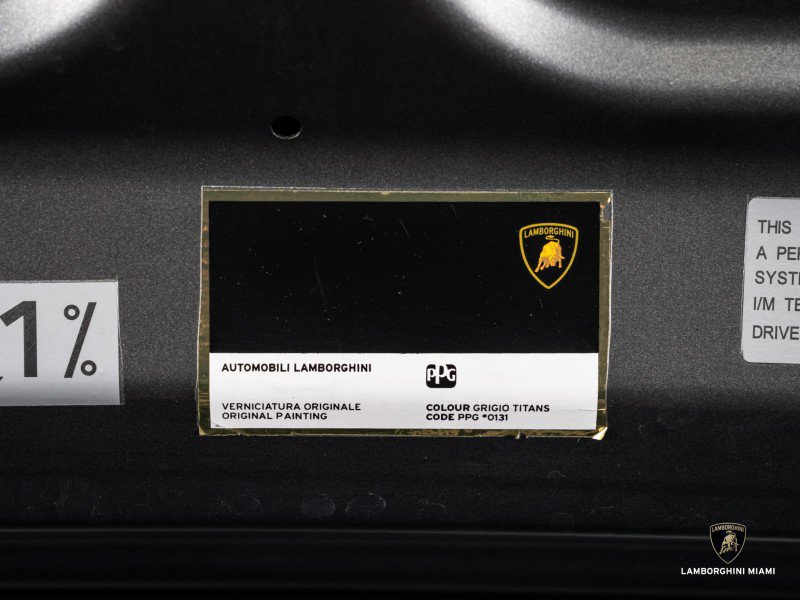 LAMBORGHINI
1%
AUTOMOBILI LAMBORGHINI
PPG
VERNICIATURA ORIGINALE
ORIGINAL PAINTING
COLOUR GRIGIO TITANS
CODE PPG *0131
THIS
A PE
SYST
I/M TE
DRIVE
LAMBORGHINI
LAMBORGHINI MIAMI